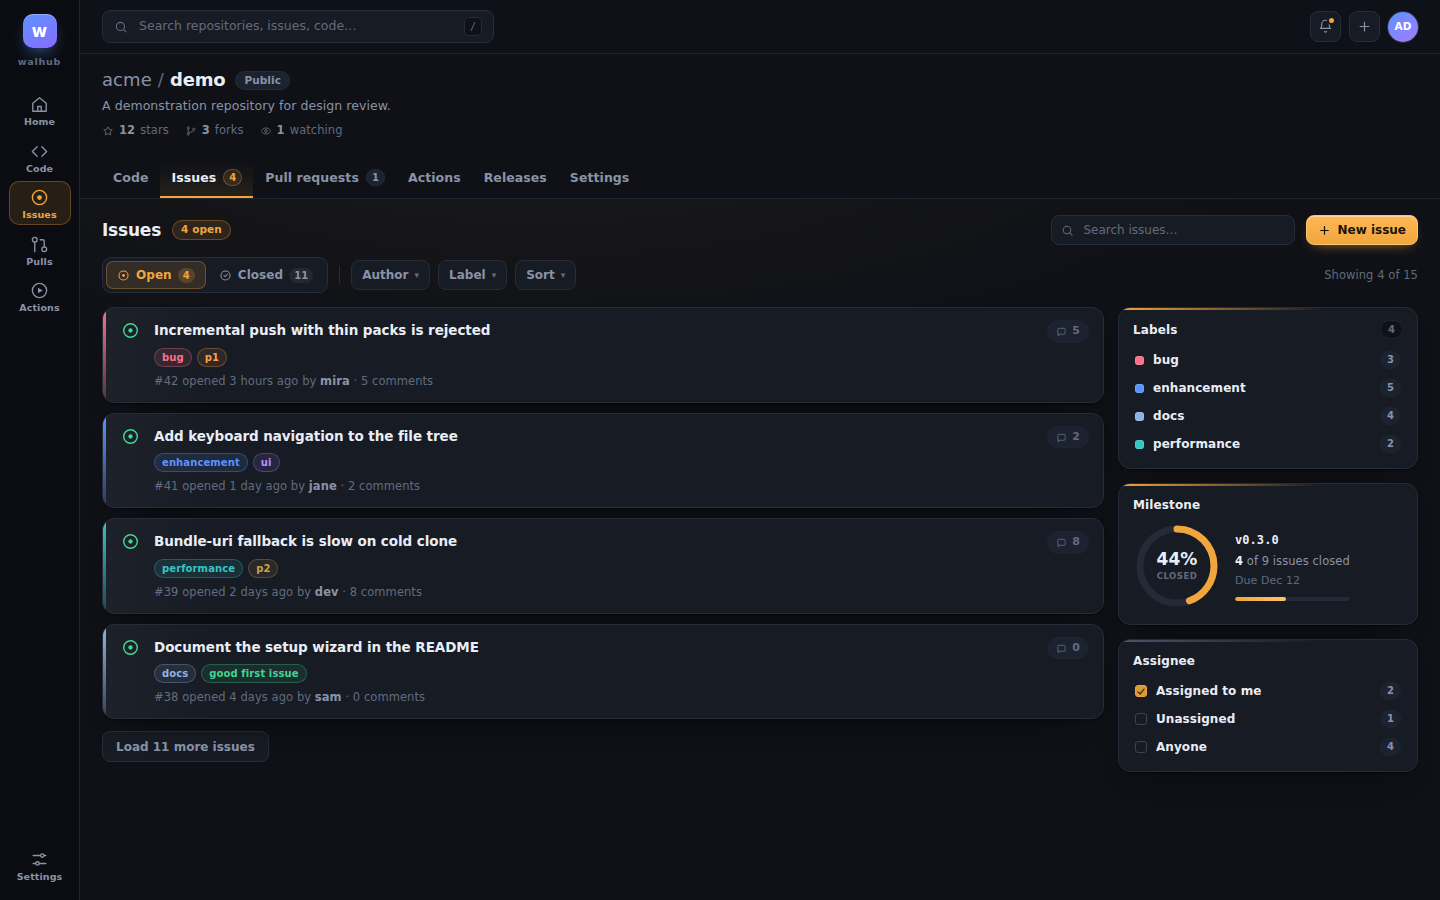 W
walhub
Home
Code
Issues
Pulls
Actions
Settings
Search repositories, issues, code...
/
AD
acme / demo Public
A demonstration repository for design review.
12 stars 3 forks 1 watching
Code Issues 4 Pull requests 1 Actions Releases Settings
Issues 4 open
Search issues...
New issue
Open 4 Closed 11 Author Label Sort
Showing 4 of 15
Incremental push with thin packs is rejected
5
bug p1
#42 opened 3 hours ago by mira · 5 comments
Add keyboard navigation to the file tree
2
enhancement ui
#41 opened 1 day ago by jane · 2 comments
Bundle-uri fallback is slow on cold clone
8
performance p2
#39 opened 2 days ago by dev · 8 comments
Document the setup wizard in the README
0
docs good first issue
#38 opened 4 days ago by sam · 0 comments
Load 11 more issues
Labels 4
bug 3
enhancement 5
docs 4
performance 2
Milestone
44%
CLOSED
v0.3.0
4 of 9 issues closed
Due Dec 12
Assignee
Assigned to me 2
Unassigned 1
Anyone 4